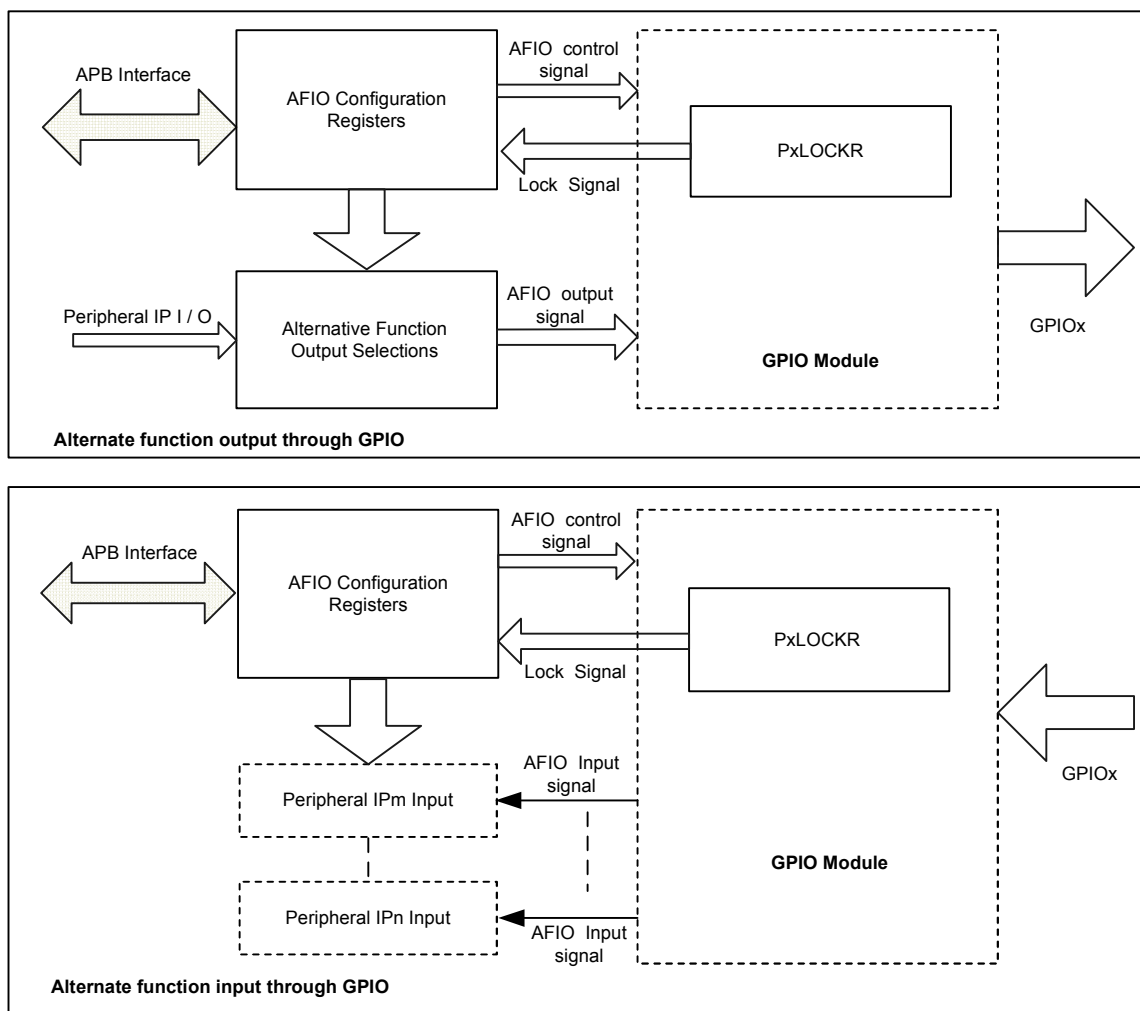 AFIO control
signal
APB Interface
AFIO Configuration
Registers
PxLOCKR
Lock Signal
AFIO output
signal
Peripheral IP I / O
Alternative Function
Output Selections
GPIOx
GPIO Module
Alternate function output through GPIO
AFIO control
signal
APB Interface
AFIO Configuration
Registers
PxLOCKR
Lock Signal
AFIO Input
signal
GPIOx
Peripheral IPm Input
GPIO Module
Peripheral IPn Input
AFIO Input
signal
Alternate function input through GPIO